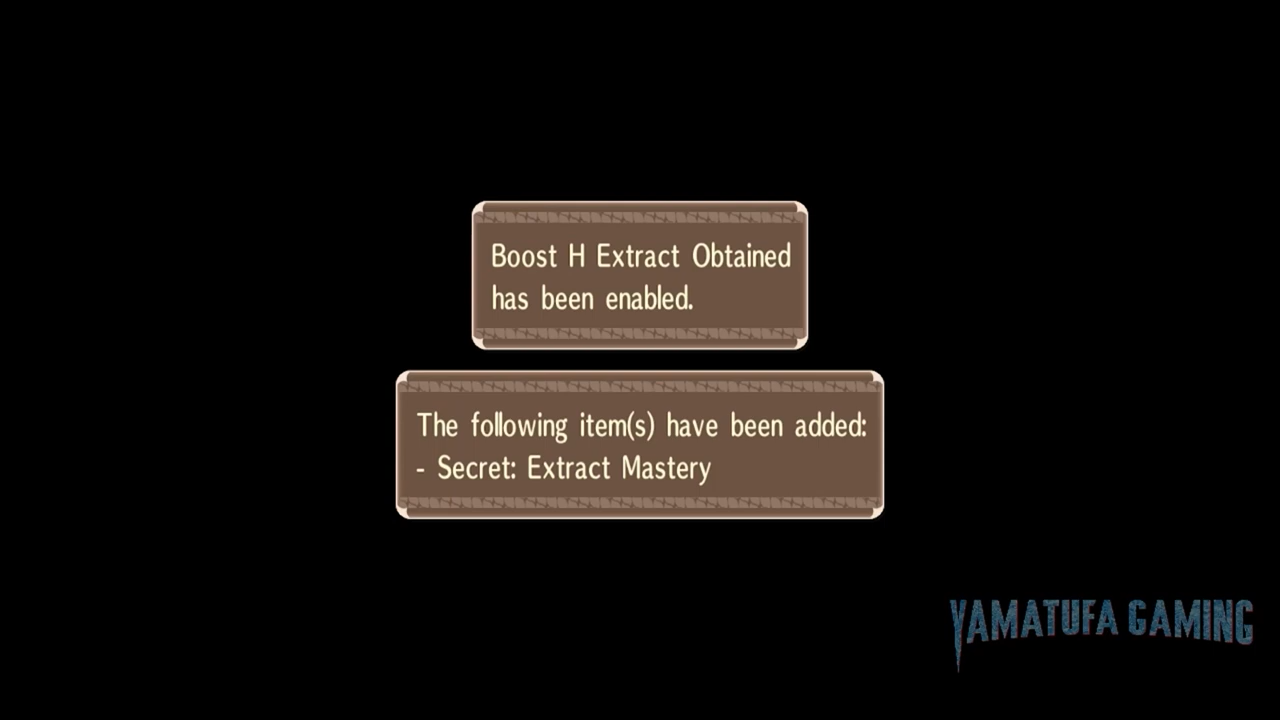 Boost H Extract Obtained
has been enabled.
The following item(s) have been added:
- Secret: Extract Mastery
YAMATUFA GAMING